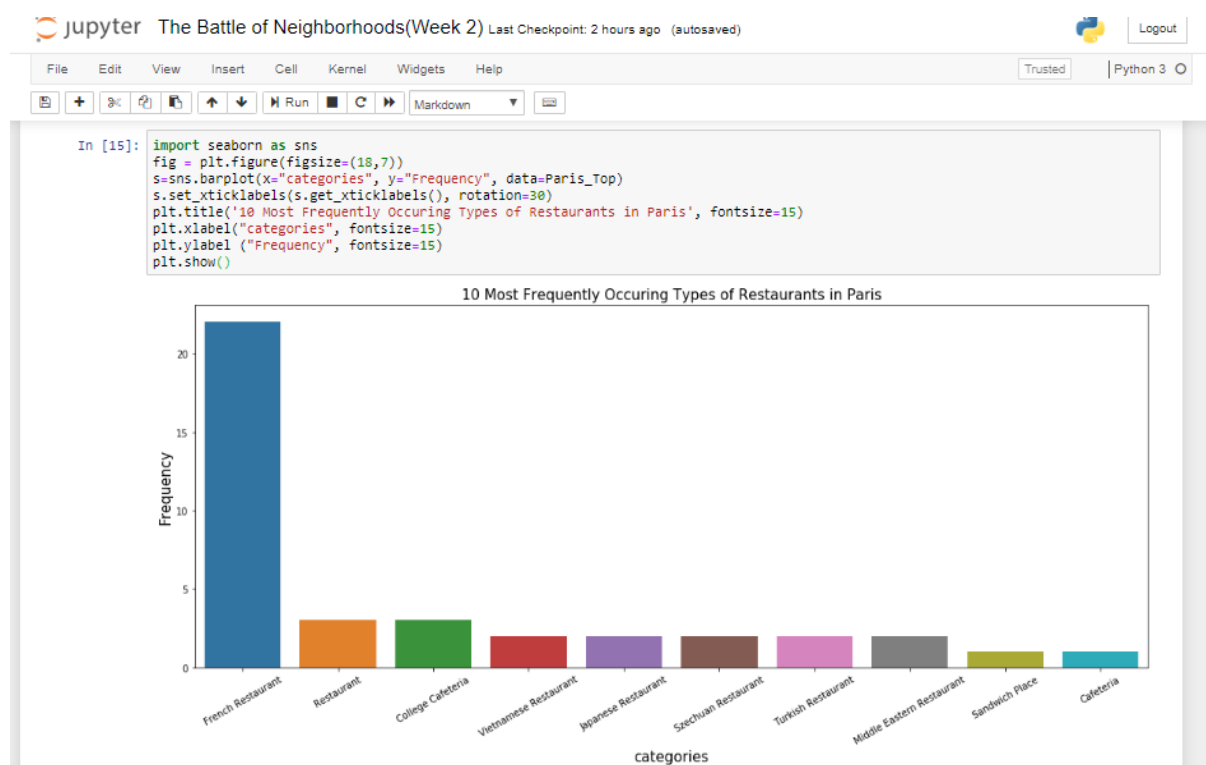 jupyter The Battle of Neighborhoods(Week 2) Last Checkpoint: 2 hours ago (autosaved)
Logout
File Edit View Insert Cell Kernel Widgets Help
Trusted Python 3
Run Markdown
In [15]: import seaborn as sns
fig = plt.figure(figsize=(18,7))
s=sns.barplot(x="categories", y="Frequency", data=Paris_Top)
s.set_xticklabels(s.get_xticklabels(), rotation=30)
plt.title('10 Most Frequently Occuring Types of Restaurants in Paris', fontsize=15)
plt.xlabel("categories", fontsize=15)
plt.ylabel ("Frequency", fontsize=15)
plt.show()
10 Most Frequently Occuring Types of Restaurants in Paris
Frequency
20
15
10
5
0
French Restaurant
Restaurant
College Cafeteria
Vietnamese Restaurant
Japanese Restaurant
Szechuan Restaurant
Turkish Restaurant
Middle Eastern Restaurant
Sandwich Place
Cafeteria
categories